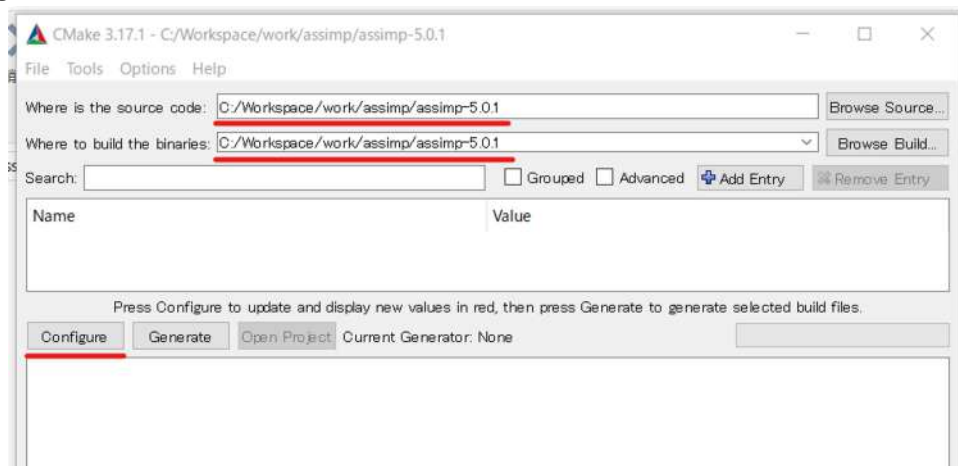 CMake 3.17.1 - C:/Workspace/work/assimp/assimp-5.0.1
File Tools Options Help
Where is the source code: C:/Workspace/work/assimp/assimp-5.0.1 Browse Source...
Where to build the binaries: C:/Workspace/work/assimp/assimp-5.0.1 Browse Build...
Search: Grouped Advanced Add Entry Remove Entry
Name Value
Press Configure to update and display new values in red, then press Generate to generate selected build files.
Configure Generate Open Project Current Generator: None